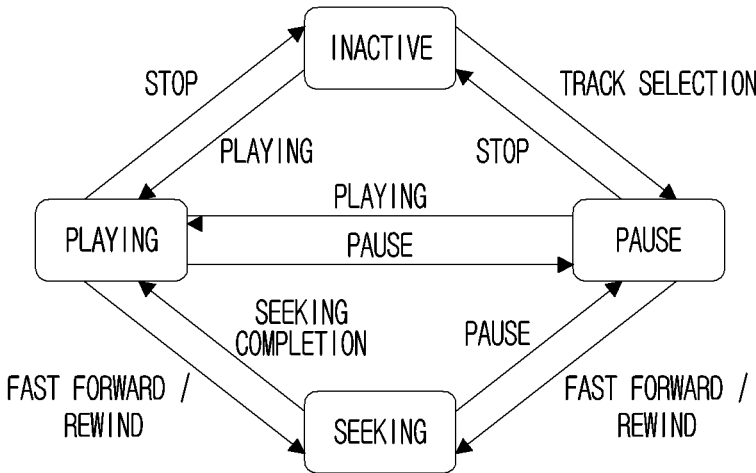 INACTIVE
STOP
TRACK SELECTION
PLAYING
STOP
PLAYING
PLAYING
PAUSE
PAUSE
SEEKING
COMPLETION
PAUSE
FAST FORWARD /
REWIND
FAST FORWARD /
REWIND
SEEKING